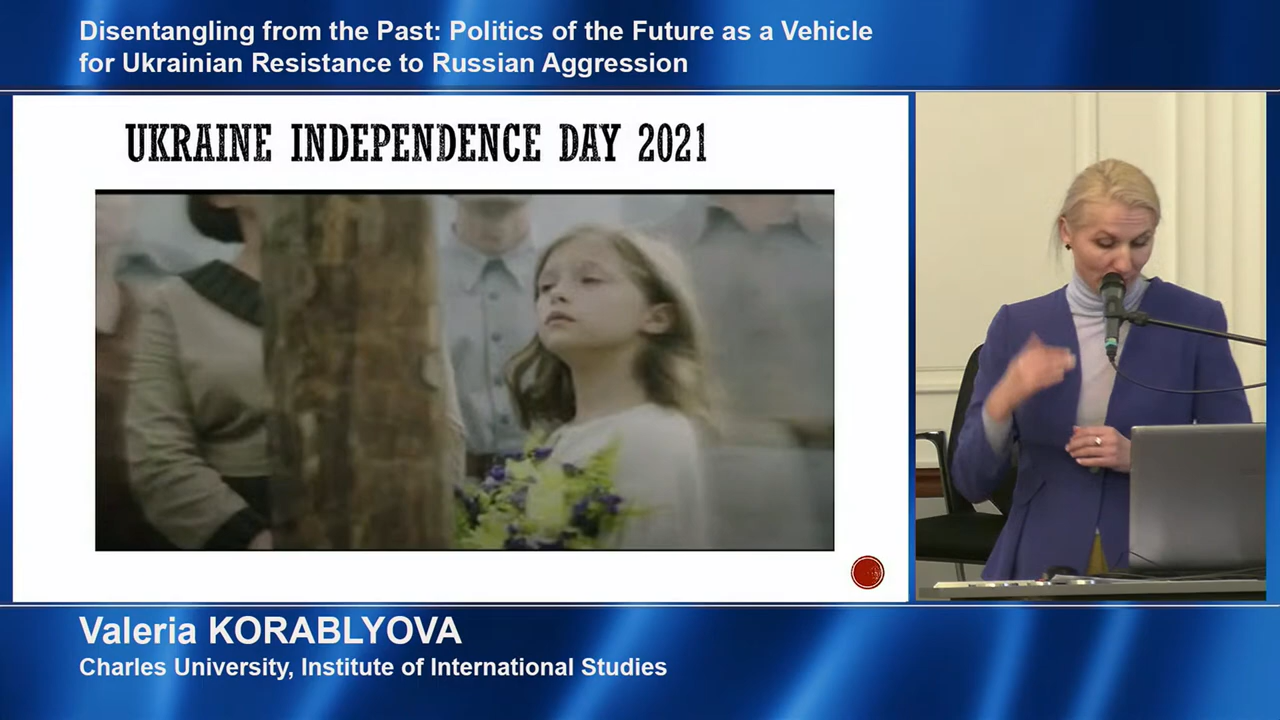 Disentangling from the Past: Politics of the Future as a Vehicle
for Ukrainian Resistance to Russian Aggression
UKRAINE INDEPENDENCE DAY 2021
Valeria KORABLYOVA
Charles University, Institute of International Studies